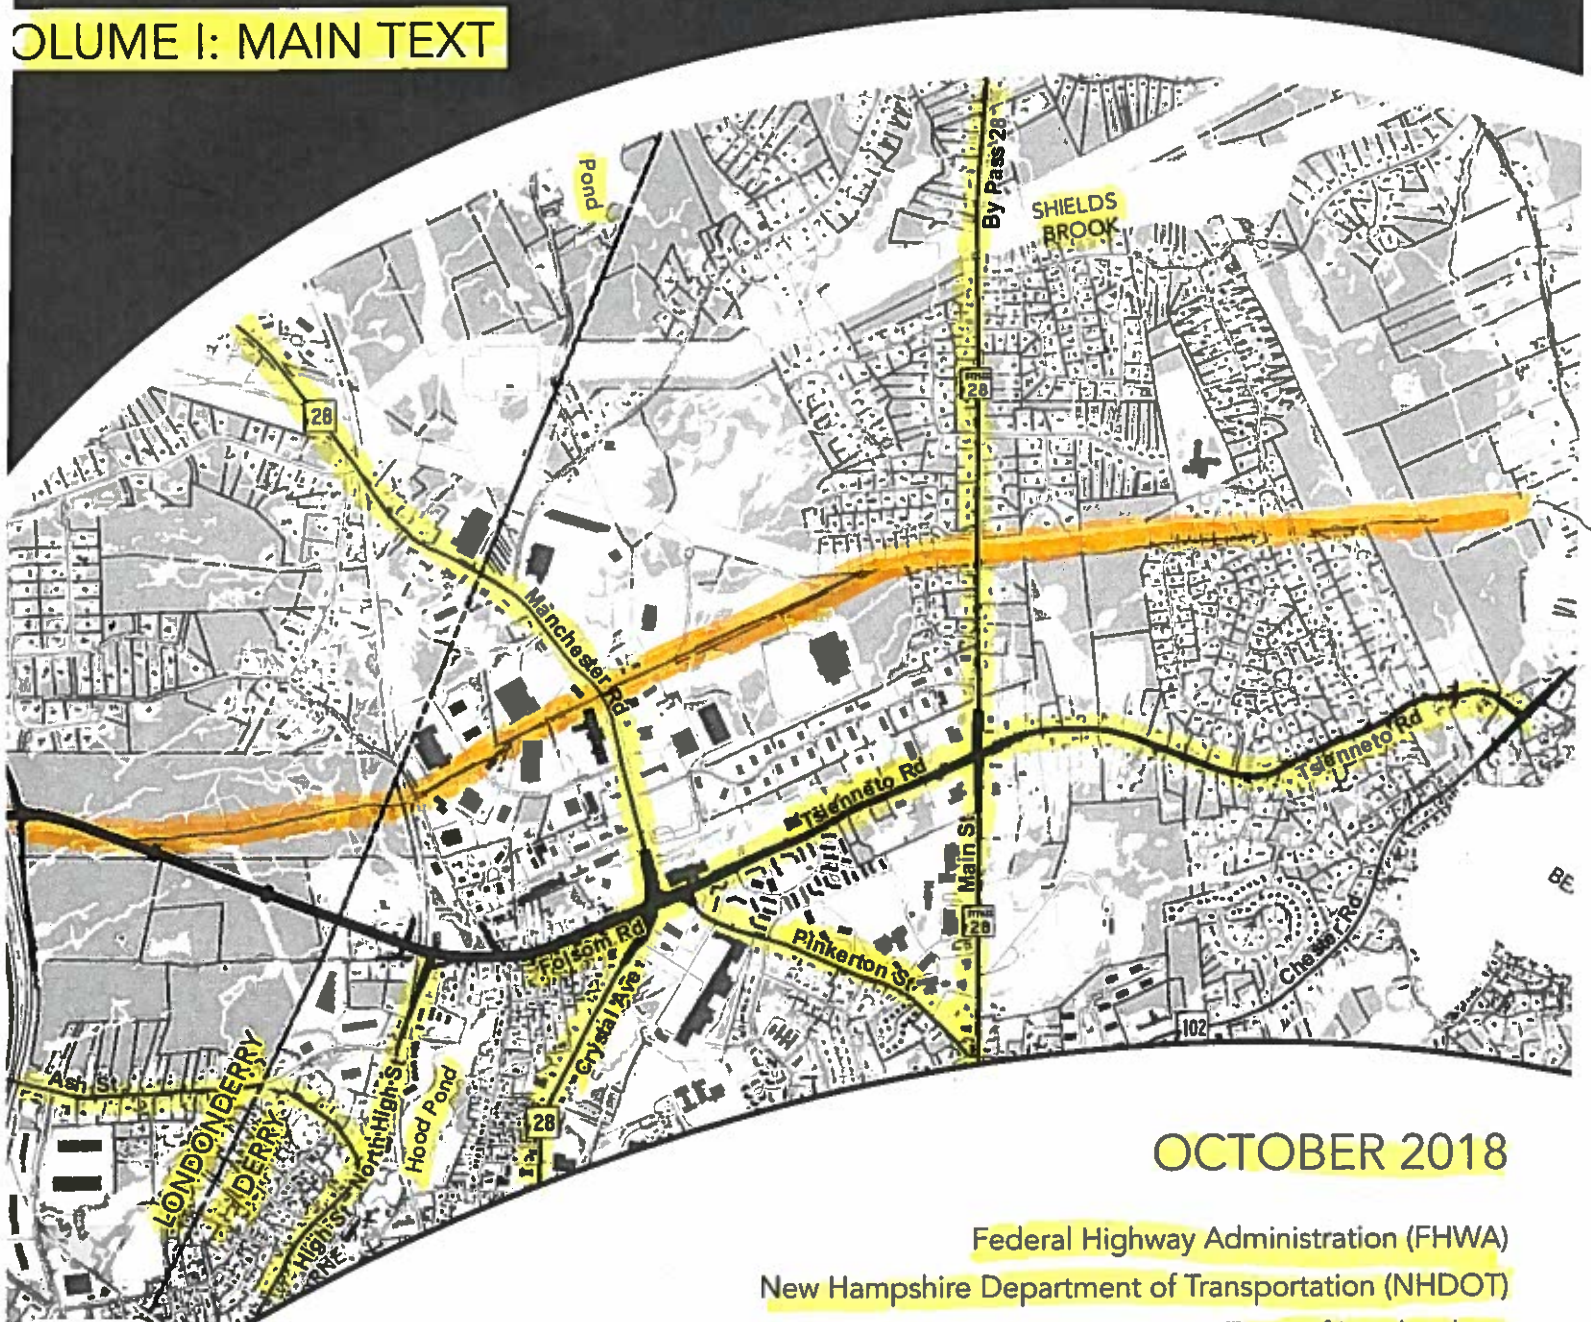 OLUME I: MAIN TEXT
Pond
By Pass 28
SHIELDS
BROOK
28
28
Manchester Rd
Tsienneto Rd
Tsienneto Rd
Main St
BE
28
Folsom Rd
Pinkerton St
Chester Rd
Crystal Ave
102
Ash St
LONDONDERRY
DERRY
North High St
Hood Pond
28
High St
OCTOBER 2018
Federal Highway Administration (FHWA)
New Hampshire Department of Transportation (NHDOT)